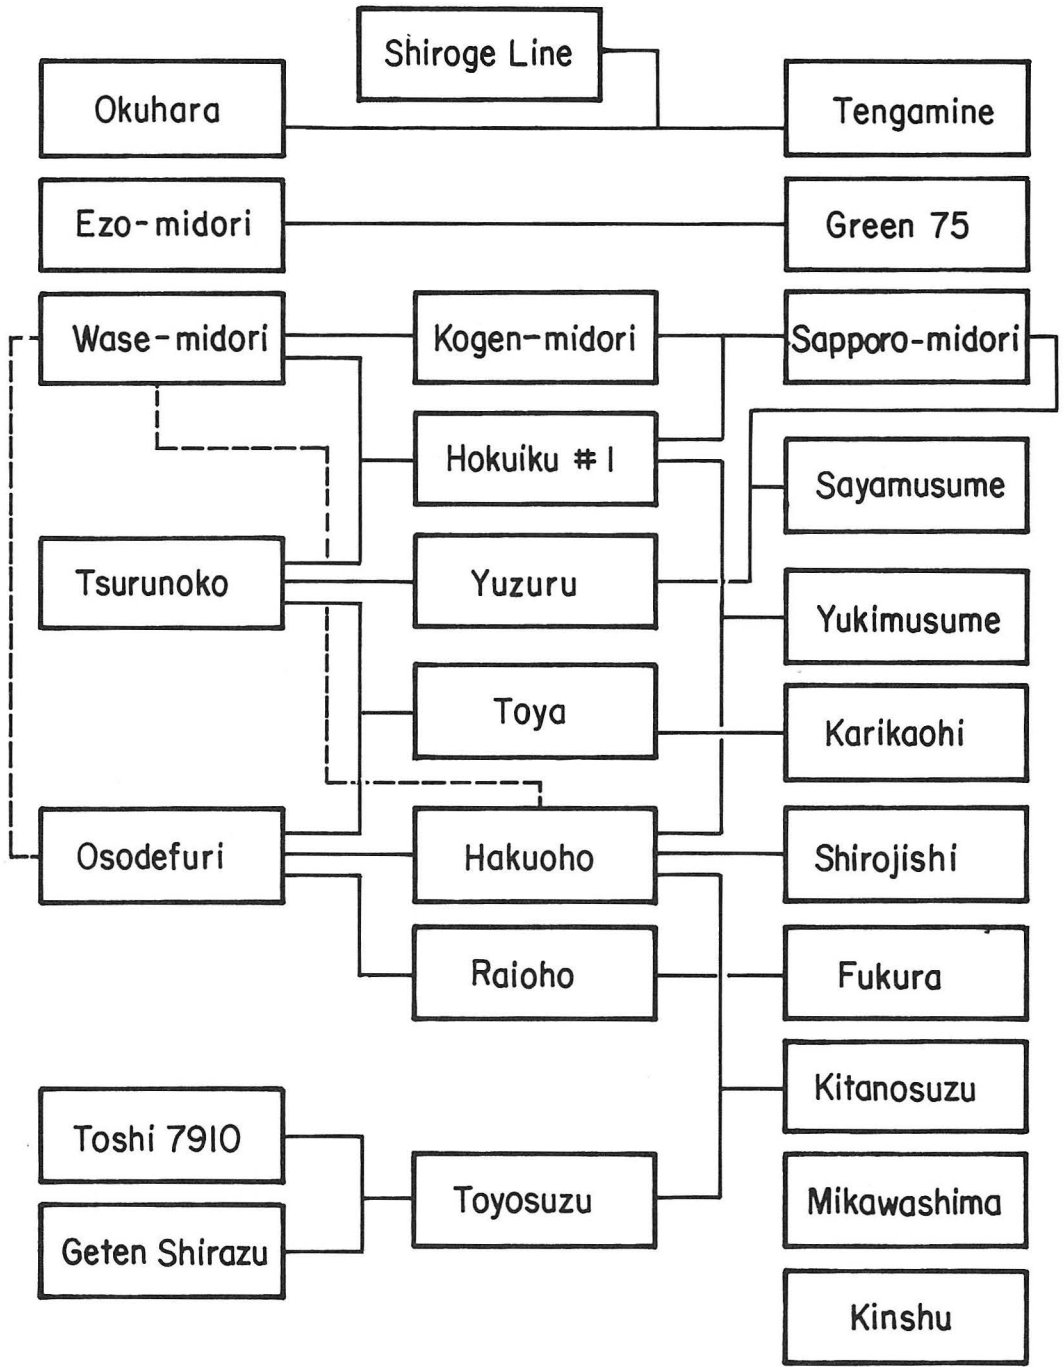 Shiroge Line
Okuhara
Tengamine
Ezo-midori
Green 75
Wase-midori
Kogen-midori
Sapporo-midori
Hokuiku #1
Sayamusume
Tsurunoko
Yuzuru
Yukimusume
Toya
Karikaohi
Osodefuri
Hakuoho
Shirojishi
Raioho
Fukura
Kitanosuzu
Toshi 7910
Toyosuzu
Mikawashima
Geten Shirazu
Kinshu